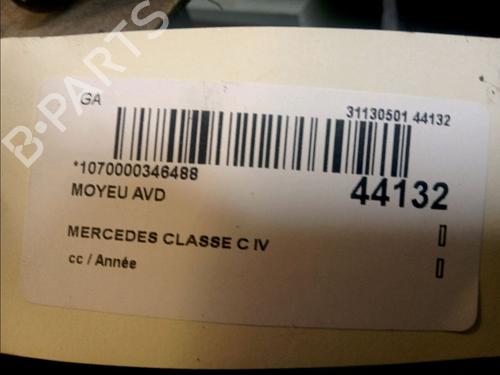 GA
31130501 44132
*1070000346488
44132
MOYEU AVD
MERCEDES CLASSE C IV
cc / Année
B-PARTS